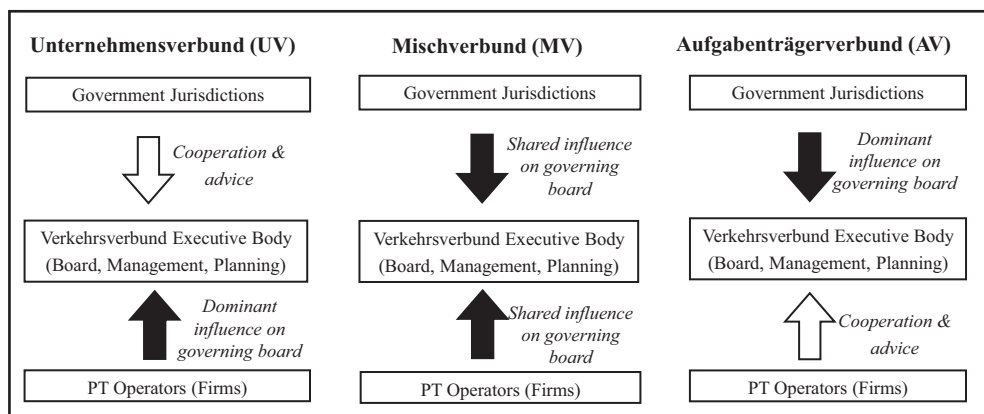 Unternehmensverbund (UV)
Government Jurisdictions
Cooperation &
advice
Verkehrsverbund Executive Body
(Board, Management, Planning)
Dominant
influence on
governing board
PT Operators (Firms)
Mischverbund (MV)
Government Jurisdictions
Shared influence
on governing
board
Verkehrsverbund Executive Body
(Board, Management, Planning)
Shared influence
on governing
board
PT Operators (Firms)
Aufgabenträgerverbund (AV)
Government Jurisdictions
Dominant
influence on
governing board
Verkehrsverbund Executive Body
(Board, Management, Planning)
Cooperation &
advice
PT Operators (Firms)